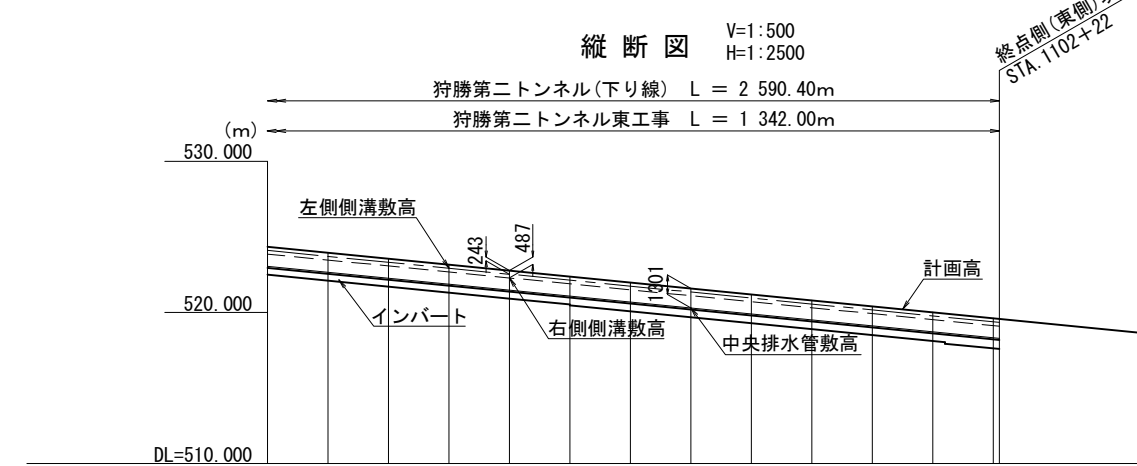 縦断図
V=1:500
H=1:2500
終点側(東側)
STA.1102+22
狩勝第二トンネル(下り線) L = 2 590.40m
狩勝第二トンネル東工事 L = 1 342.00m
(m)
530.000
左側側溝敷高
243
487
計画高
1301
520.000
インバート
右側側溝敷高
中央排水管敷高
DL=510.000